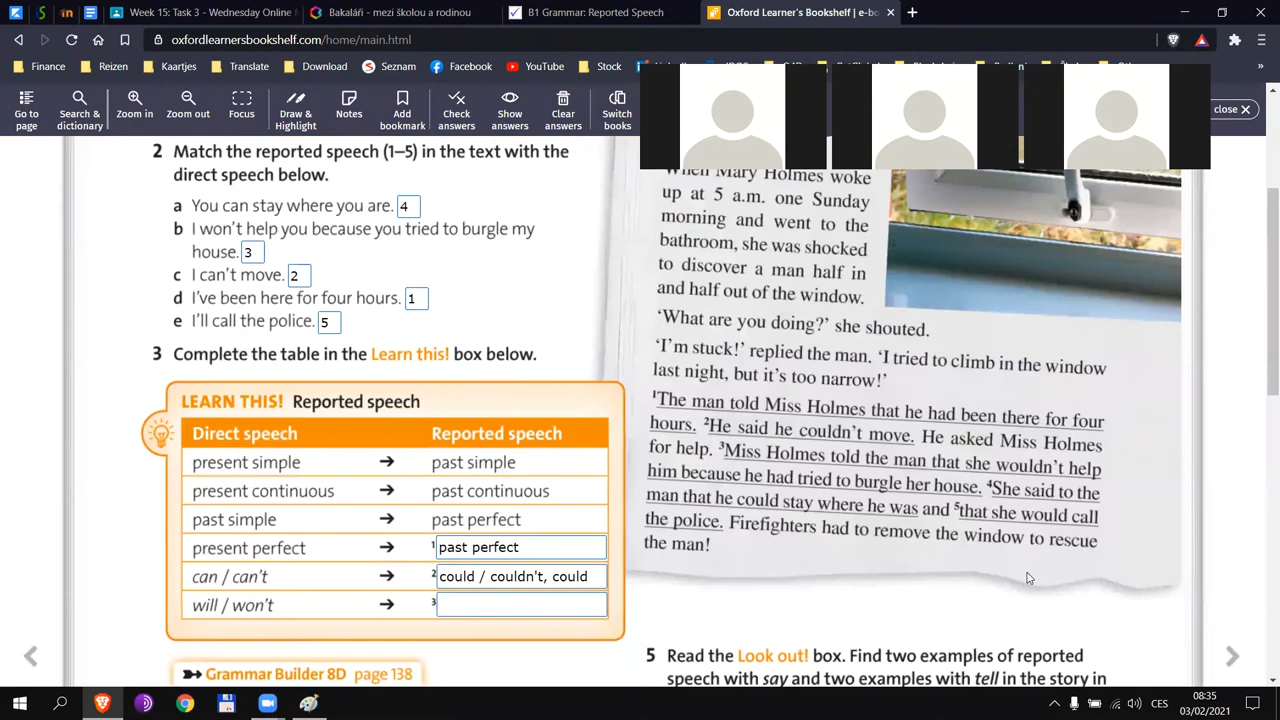 Week 15: Task 3 - Wednesday Online
Bakaláři - mezi školou a rodinou
B1 Grammar: Reported Speech
Oxford Learner's Bookshelf | e-bo
oxfordlearnersbookshelf.com/home/main.html
Finance
Reizen
Kaartjes
Translate
Download
Seznam
Facebook
YouTube
Stock
Go to page
Search & dictionary
Zoom in
Zoom out
Focus
Draw & Highlight
Notes
Add bookmark
Check answers
Show answers
Clear answers
Switch books
close
2 Match the reported speech (1–5) in the text with the
direct speech below.
a You can stay where you are. 4
b I won't help you because you tried to burgle my
house. 3
c I can't move. 2
d I've been here for four hours. 1
e I'll call the police. 5
3 Complete the table in the Learn this! box below.
LEARN THIS! Reported speech
Direct speech Reported speech
present simple → past simple
present continuous → past continuous
past simple → past perfect
present perfect → 1 past perfect
can / can't → 2 could / couldn't, could
will / won't → 3
Grammar Builder 8D page 138
When Mary Holmes woke
up at 5 a.m. one Sunday
morning and went to the
bathroom, she was shocked
to discover a man half in
and half out of the window.
‘What are you doing?’ she shouted.
‘I'm stuck!’ replied the man. ‘I tried to climb in the window
last night, but it's too narrow!’
1The man told Miss Holmes that he had been there for four
hours. 2He said he couldn't move. He asked Miss Holmes
for help. 3Miss Holmes told the man that she wouldn't help
him because he had tried to burgle her house. 4She said to the
man that he could stay where he was and 5that she would call
the police. Firefighters had to remove the window to rescue
the man!
5 Read the Look out! box. Find two examples of reported
speech with say and two examples with tell in the story in
CES
08:35
03/02/2021